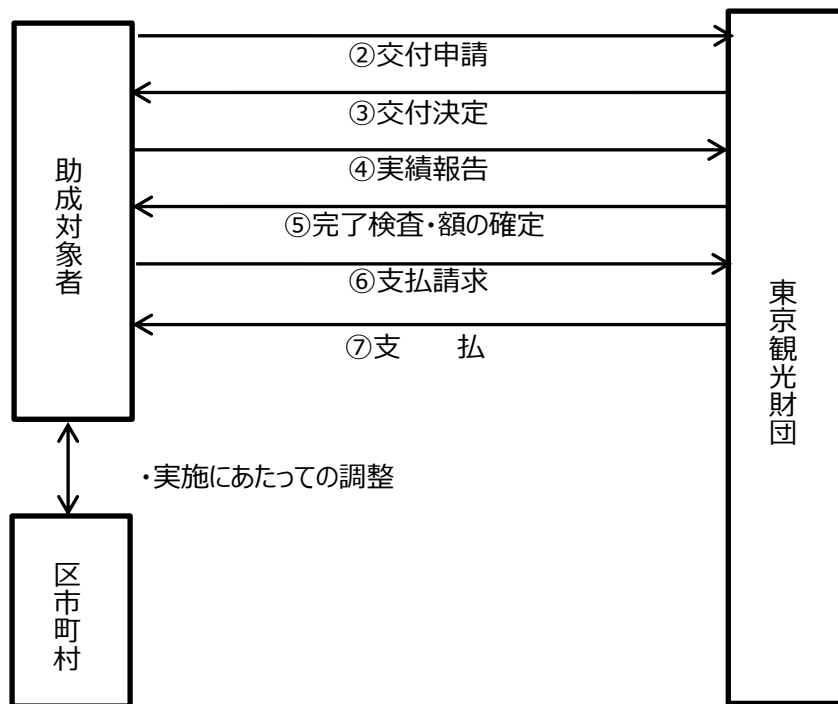 ②交付申請
③交付決定
④実績報告
⑤完了検査・額の確定
⑥支払請求
⑦支　　払
助成対象者
東京観光財団
・実施にあたっての調整
区市町村